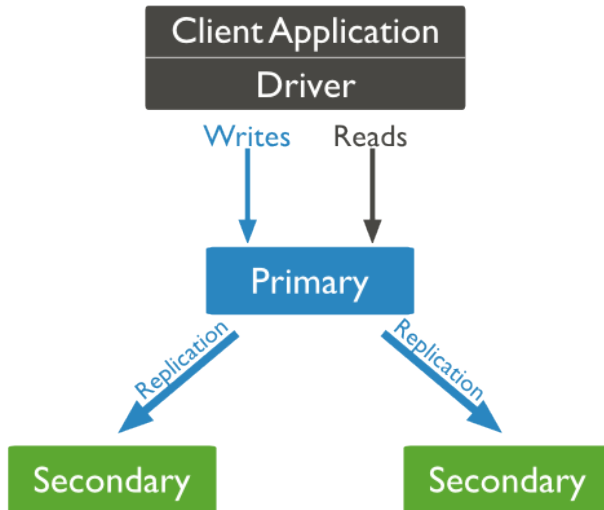 Client Application
Driver
Writes Reads
Primary
Replication Replication
Secondary Secondary